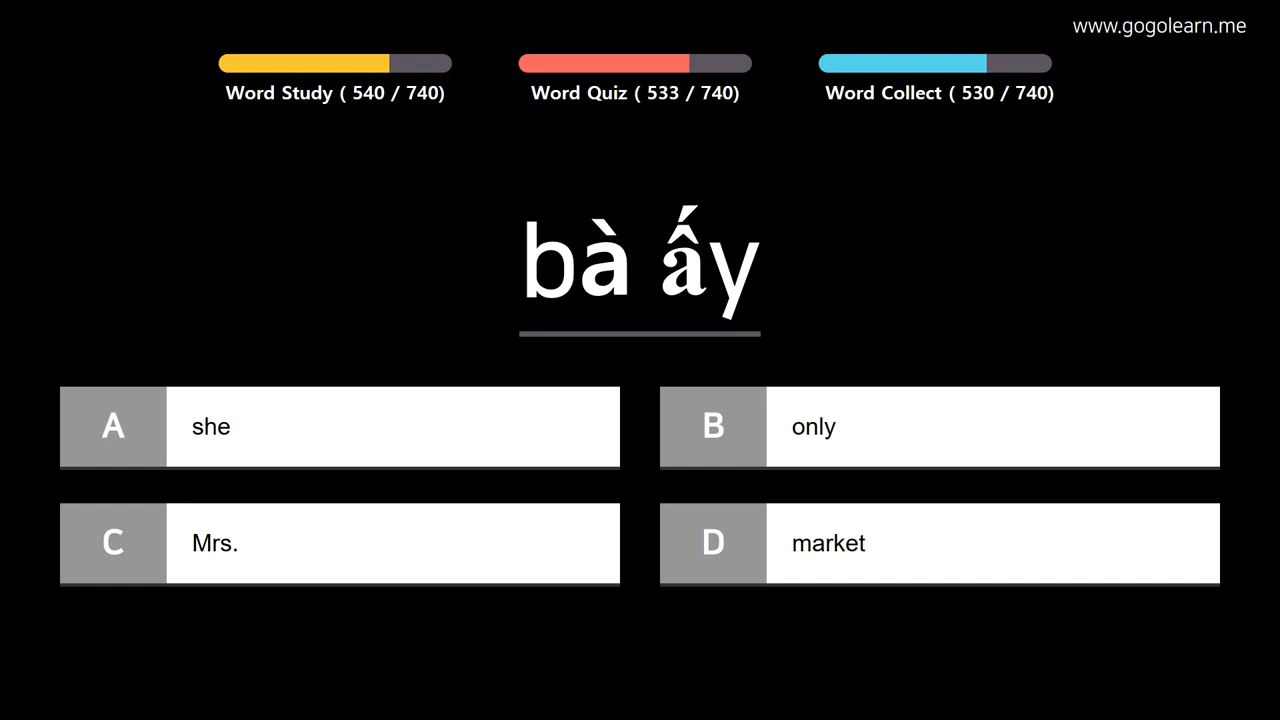 www.gogolearn.me
Word Study ( 540 / 740)
Word Quiz ( 533 / 740)
Word Collect ( 530 / 740)
bà ấy
A she
B only
C Mrs.
D market